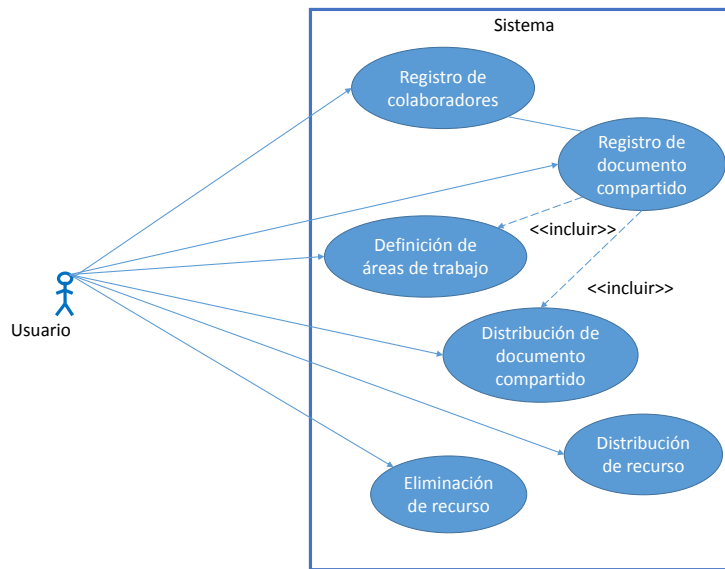 Sistema
Registro de
colaboradores
Registro de
documento
compartido
<<incluir>>
Definición de
áreas de trabajo
<<incluir>>
Usuario
Distribución de
documento
compartido
Distribución
de recurso
Eliminación
de recurso